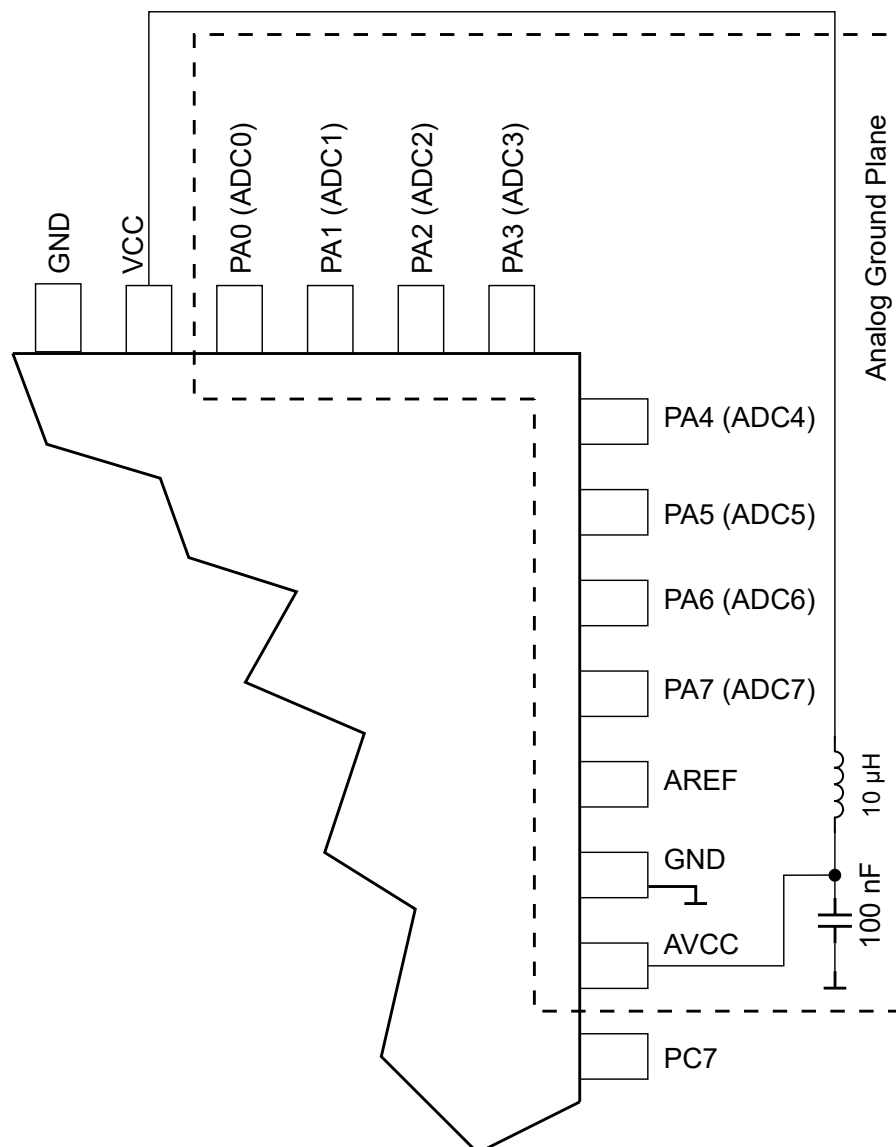 GND
VCC
PA0 (ADC0)
PA1 (ADC1)
PA2 (ADC2)
PA3 (ADC3)
Analog Ground Plane
PA4 (ADC4)
PA5 (ADC5)
PA6 (ADC6)
PA7 (ADC7)
AREF
10 µH
GND
AVCC
100 nF
PC7